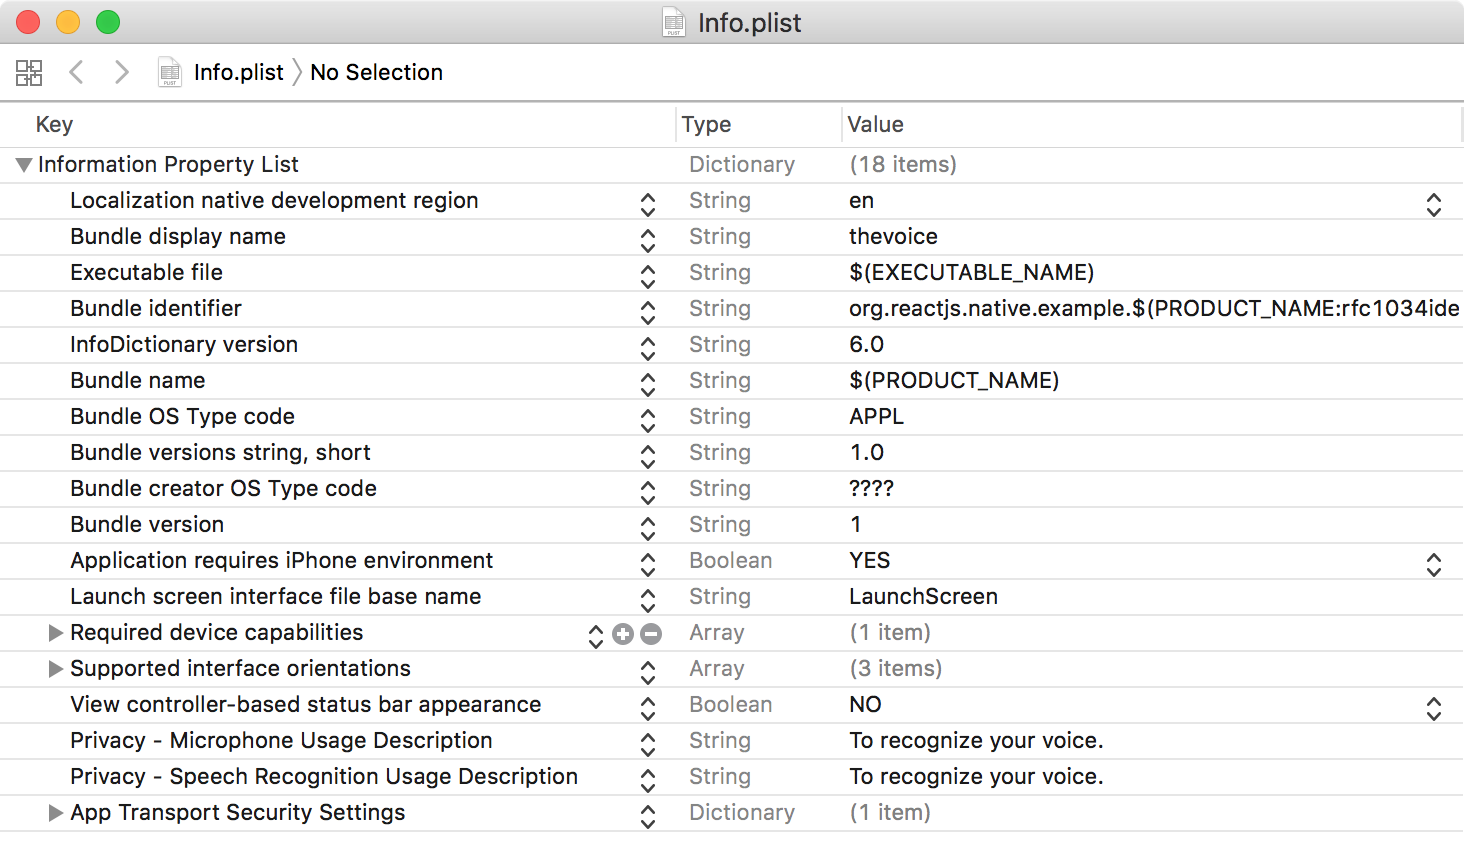 Info.plist
Info.plist No Selection
Key Type Value
Information Property List Dictionary (18 items)
Localization native development region String en
Bundle display name String thevoice
Executable file String $(EXECUTABLE_NAME)
Bundle identifier String org.reactjs.native.example.$(PRODUCT_NAME:rfc1034ide
InfoDictionary version String 6.0
Bundle name String $(PRODUCT_NAME)
Bundle OS Type code String APPL
Bundle versions string, short String 1.0
Bundle creator OS Type code String ????
Bundle version String 1
Application requires iPhone environment Boolean YES
Launch screen interface file base name String LaunchScreen
Required device capabilities Array (1 item)
Supported interface orientations Array (3 items)
View controller-based status bar appearance Boolean NO
Privacy - Microphone Usage Description String To recognize your voice.
Privacy - Speech Recognition Usage Description String To recognize your voice.
App Transport Security Settings Dictionary (1 item)